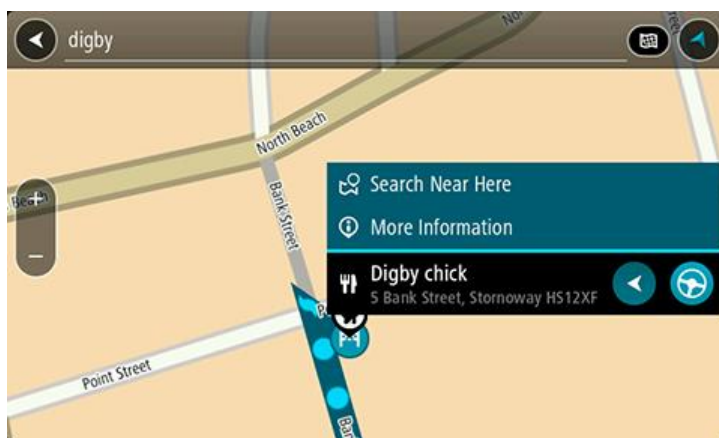 digby
North Beach
Beach
Bank Street
Search Near Here
More Information
Digby chick
5 Bank Street, Stornoway HS12XF
Point Street